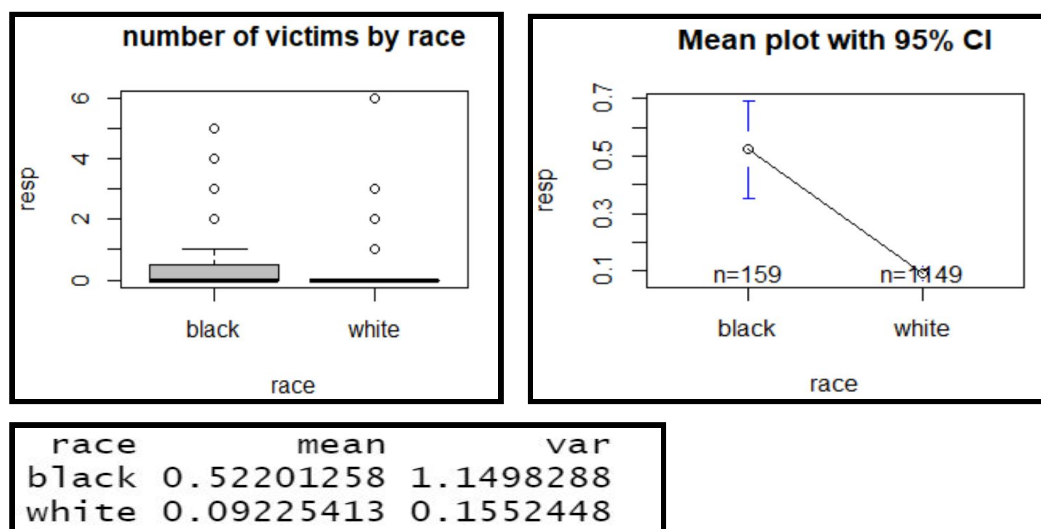 number of victims by race
resp
6
4
2
0
black white
race
Mean plot with 95% CI
resp
0.7
0.5
0.3
0.1
n=159 n=1149
black white
race
race mean var
black 0.52201258 1.1498288
white 0.09225413 0.1552448